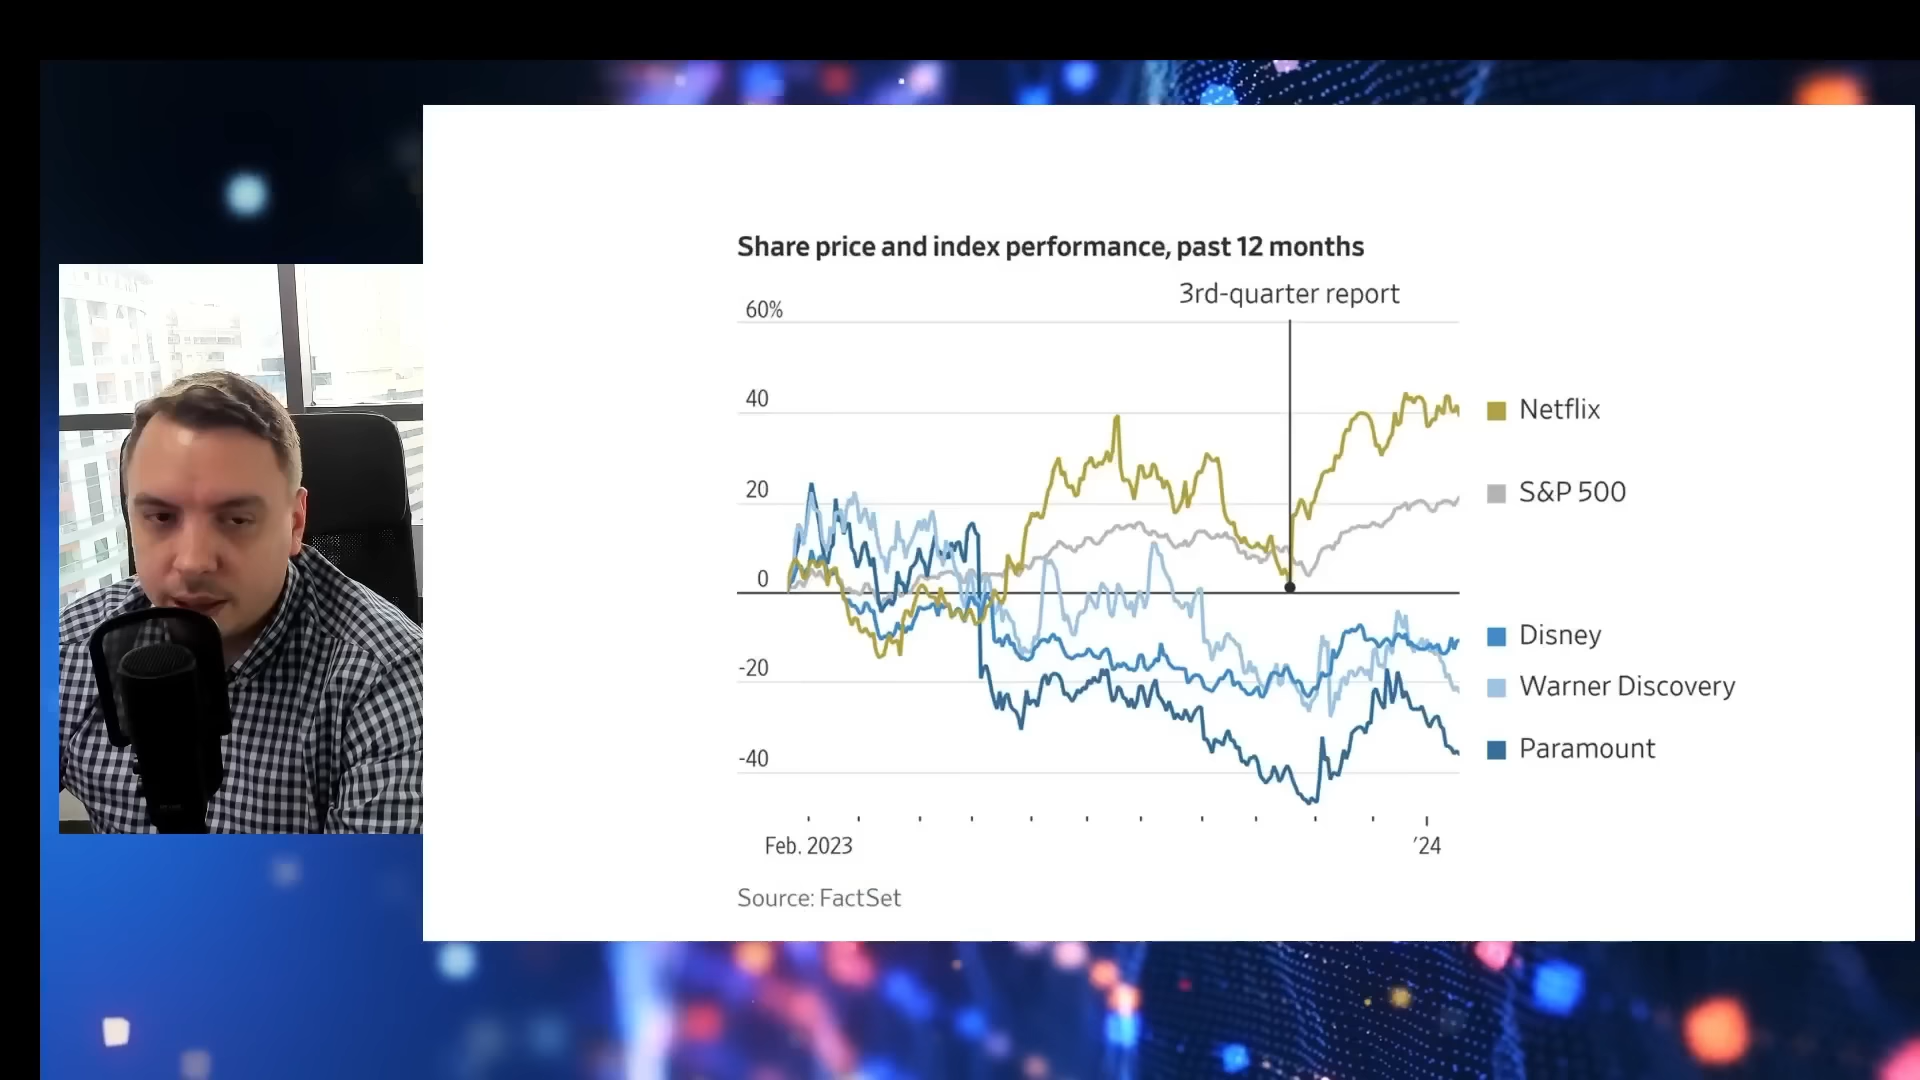 Share price and index performance, past 12 months
3rd-quarter report
60%
40
20
0
-20
-40
Netflix
S&P 500
Disney
Warner Discovery
Paramount
Feb. 2023
’24
Source: FactSet